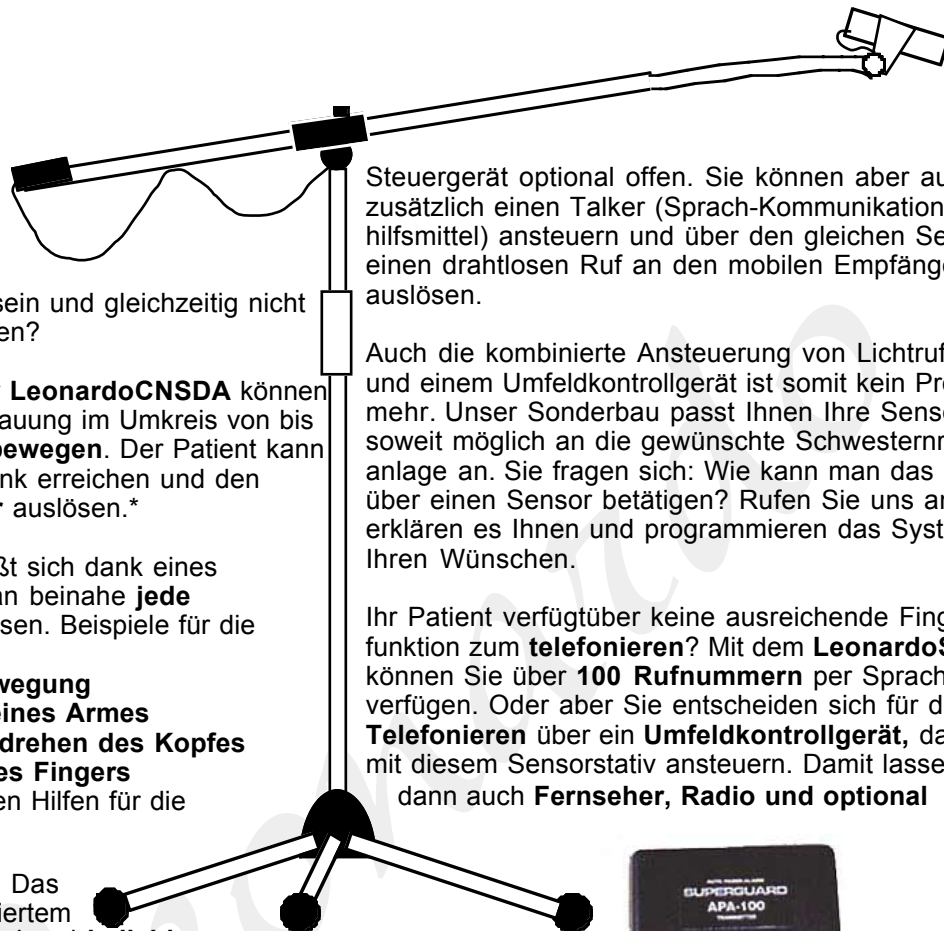 sein und gleichzeitig nicht
en?
LeonardoCNSDA können
auung im Umkreis von bis
bewegen. Der Patient kann
nk erreichen und den
auslösen.*
ßt sich dank eines
an beinahe jede
sen. Beispiele für die
wegung
eines Armes
drehen des Kopfes
es Fingers
en Hilfen für die
Das
iertem
Steuergerät optional offen. Sie können aber au
zusätzlich einen Talker (Sprach-Kommunikation
hilfsmittel) ansteuern und über den gleichen Se
einen drahtlosen Ruf an den mobilen Empfänge
auslösen.
Auch die kombinierte Ansteuerung von Lichtruf
und einem Umfeldkontrollgerät ist somit kein Pro
mehr. Unser Sonderbau passt Ihnen Ihre Senso
soweit möglich an die gewünschte Schwesternr
anlage an. Sie fragen sich: Wie kann man das
über einen Sensor betätigen? Rufen Sie uns an
erklären es Ihnen und programmieren das Syst
Ihren Wünschen.
Ihr Patient verfügtüber keine ausreichende Fing
funktion zum telefonieren? Mit dem LeonardoS
können Sie über 100 Rufnummern per Sprach
verfügen. Oder aber Sie entscheiden sich für d
Telefonieren über ein Umfeldkontrollgerät, da
mit diesem Sensorstativ ansteuern. Damit lasse
dann auch Fernseher, Radio und optional
SUPERGUARD
APA-100